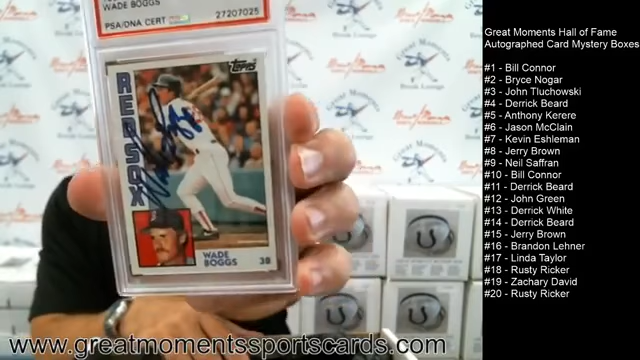 WADE BOGGS
PSA/DNA CERT 27207025
Topps
RED SOX
WADE
BOGGS
3B
Great Moments
Great Moments Hall of Fame
Autographed Card Mystery Boxes
#1 - Bill Connor
#2 - Bryce Nogar
#3 - John Tluchowski
#4 - Derrick Beard
#5 - Anthony Kerere
#6 - Jason McClain
#7 - Kevin Eshleman
#8 - Jerry Brown
#9 - Neil Saffran
#10 - Bill Connor
#11 - Derrick Beard
#12 - John Green
#13 - Derrick White
#14 - Derrick Beard
#15 - Jerry Brown
#16 - Brandon Lehner
#17 - Linda Taylor
#18 - Rusty Ricker
#19 - Zachary David
#20 - Rusty Ricker
www.greatmomentssportscards.com